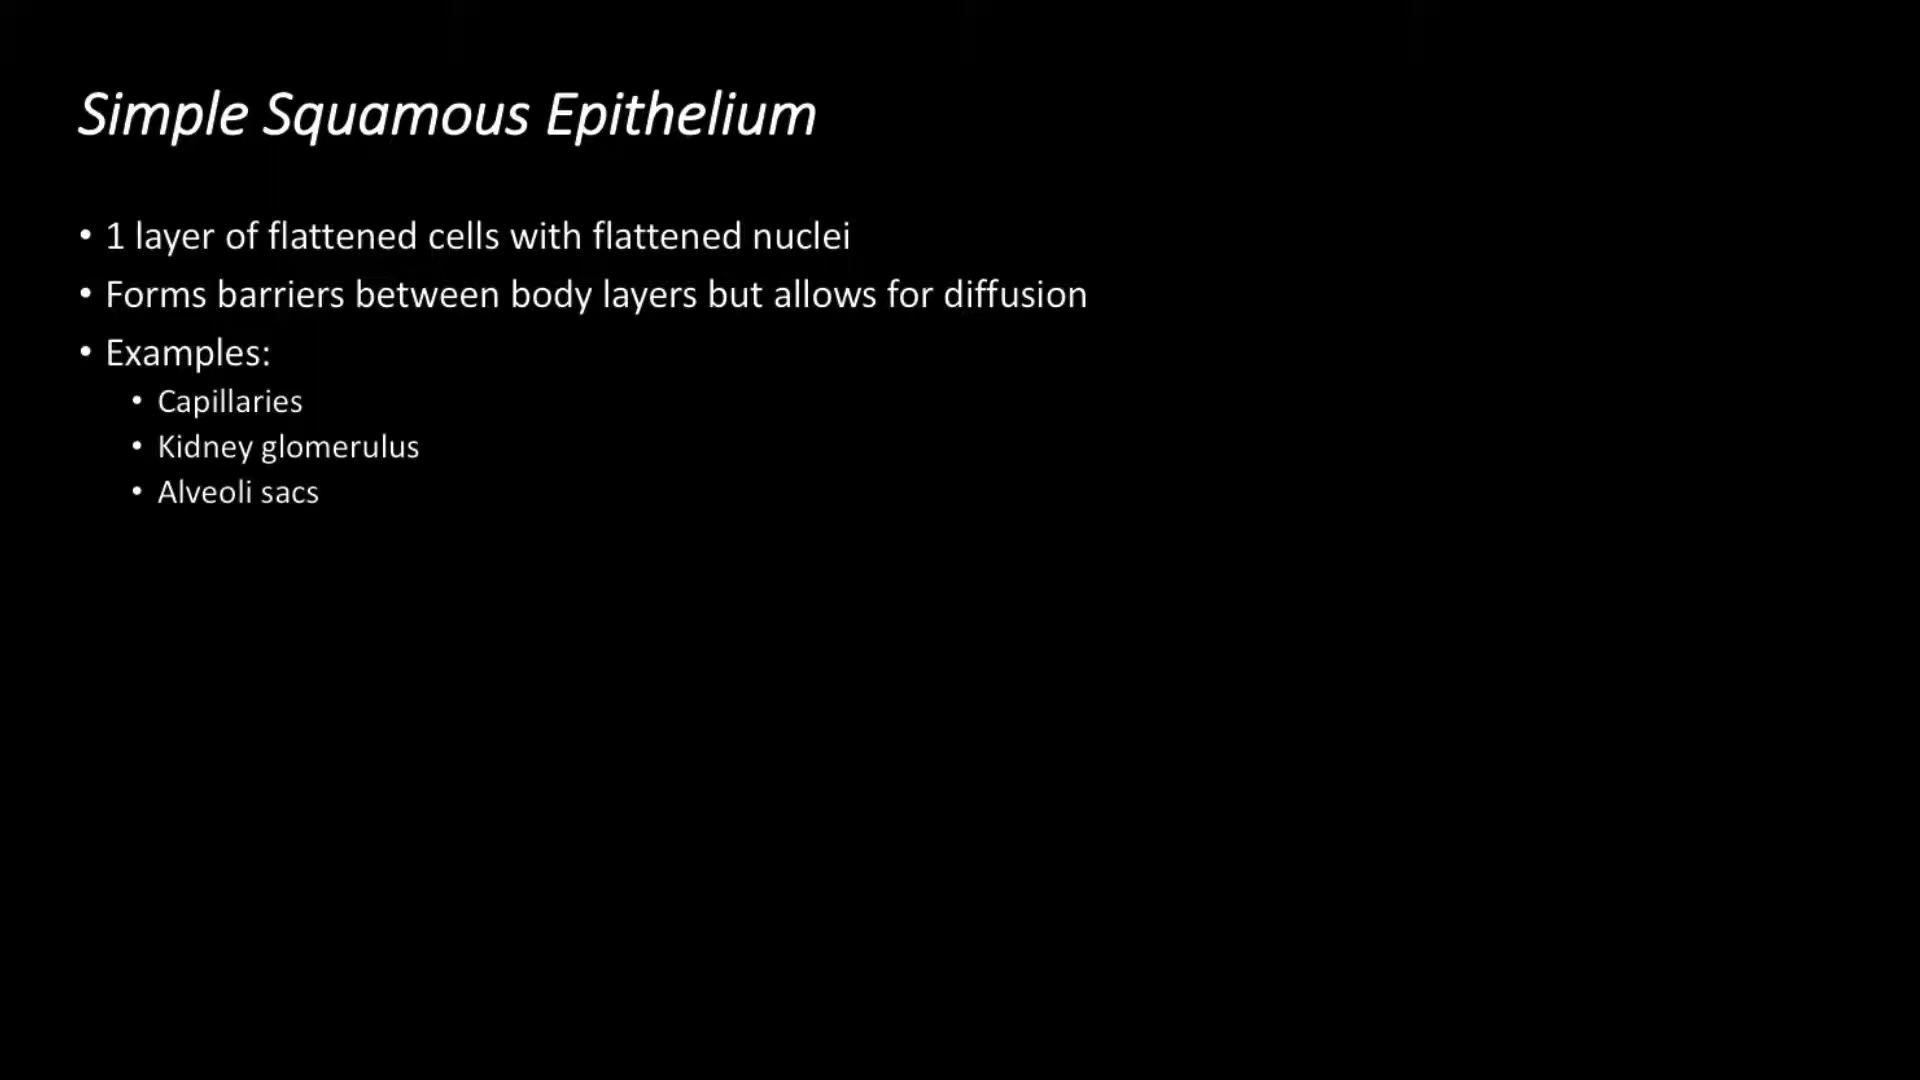 Simple Squamous Epithelium
• 1 layer of flattened cells with flattened nuclei
• Forms barriers between body layers but allows for diffusion
• Examples:
• Capillaries
• Kidney glomerulus
• Alveoli sacs